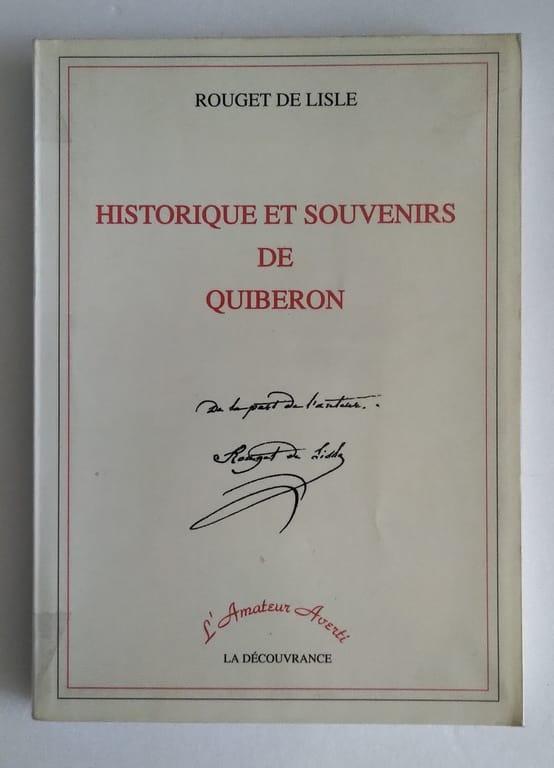 ROUGET DE LISLE
HISTORIQUE ET SOUVENIRS
DE
QUIBERON
De la part de l'auteur.
Rouget de Lisle
L'Amateur Averti
LA DÉCOUVRANCE